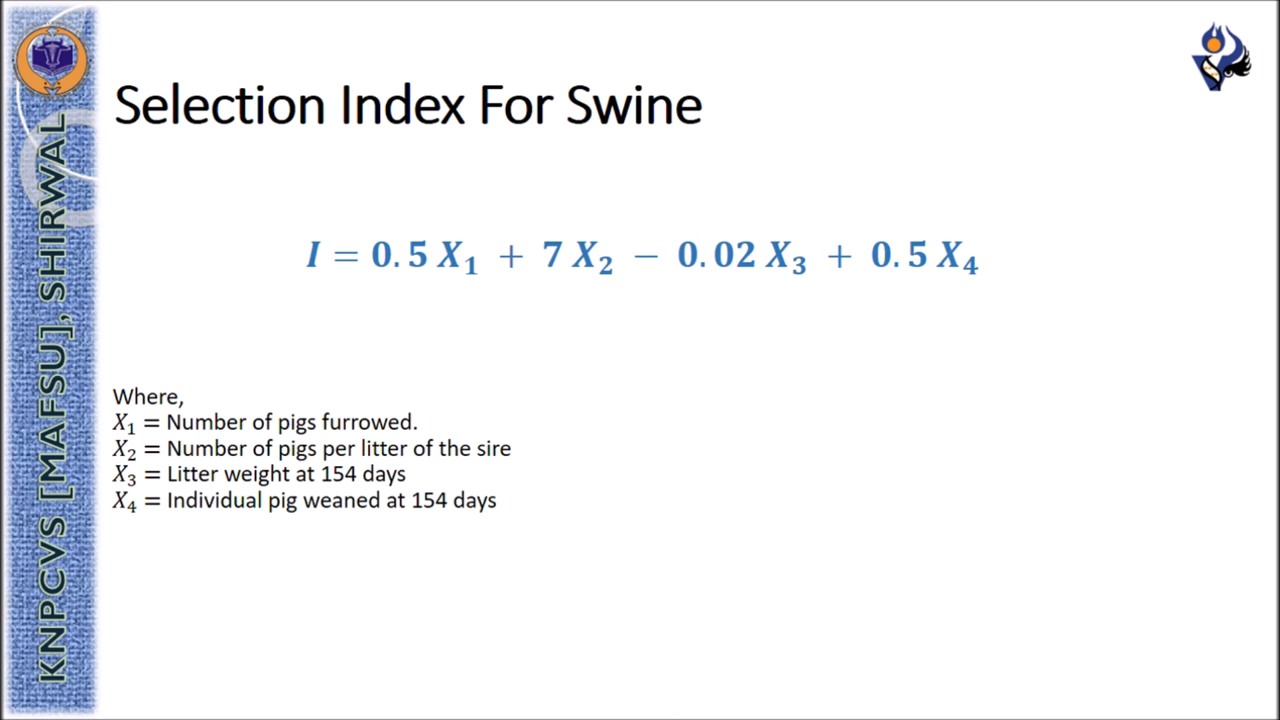 Selection Index For Swine
I = 0.5 X₁ + 7 X₂ − 0.02 X₃ + 0.5 X₄
Where,
X₁ = Number of pigs furrowed.
X₂ = Number of pigs per litter of the sire
X₃ = Litter weight at 154 days
X₄ = Individual pig weaned at 154 days
KNPCVS [MAFSU], SHIRWAL